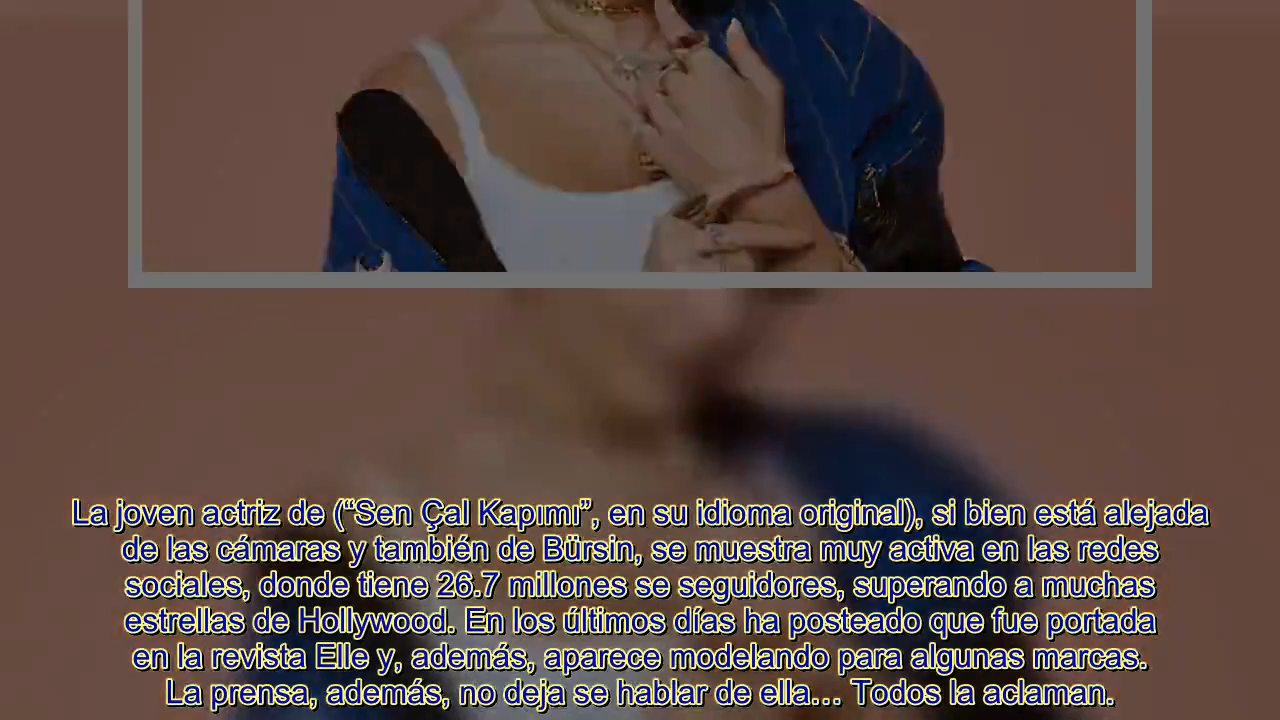 La joven actriz de (“Sen Çal Kapımı”, en su idioma original), si bien está alejada
de las cámaras y también de Bürsin, se muestra muy activa en las redes
sociales, donde tiene 26.7 millones se seguidores, superando a muchas
estrellas de Hollywood. En los últimos días ha posteado que fue portada
en la revista Elle y, además, aparece modelando para algunas marcas.
La prensa, además, no deja se hablar de ella… Todos la aclaman.